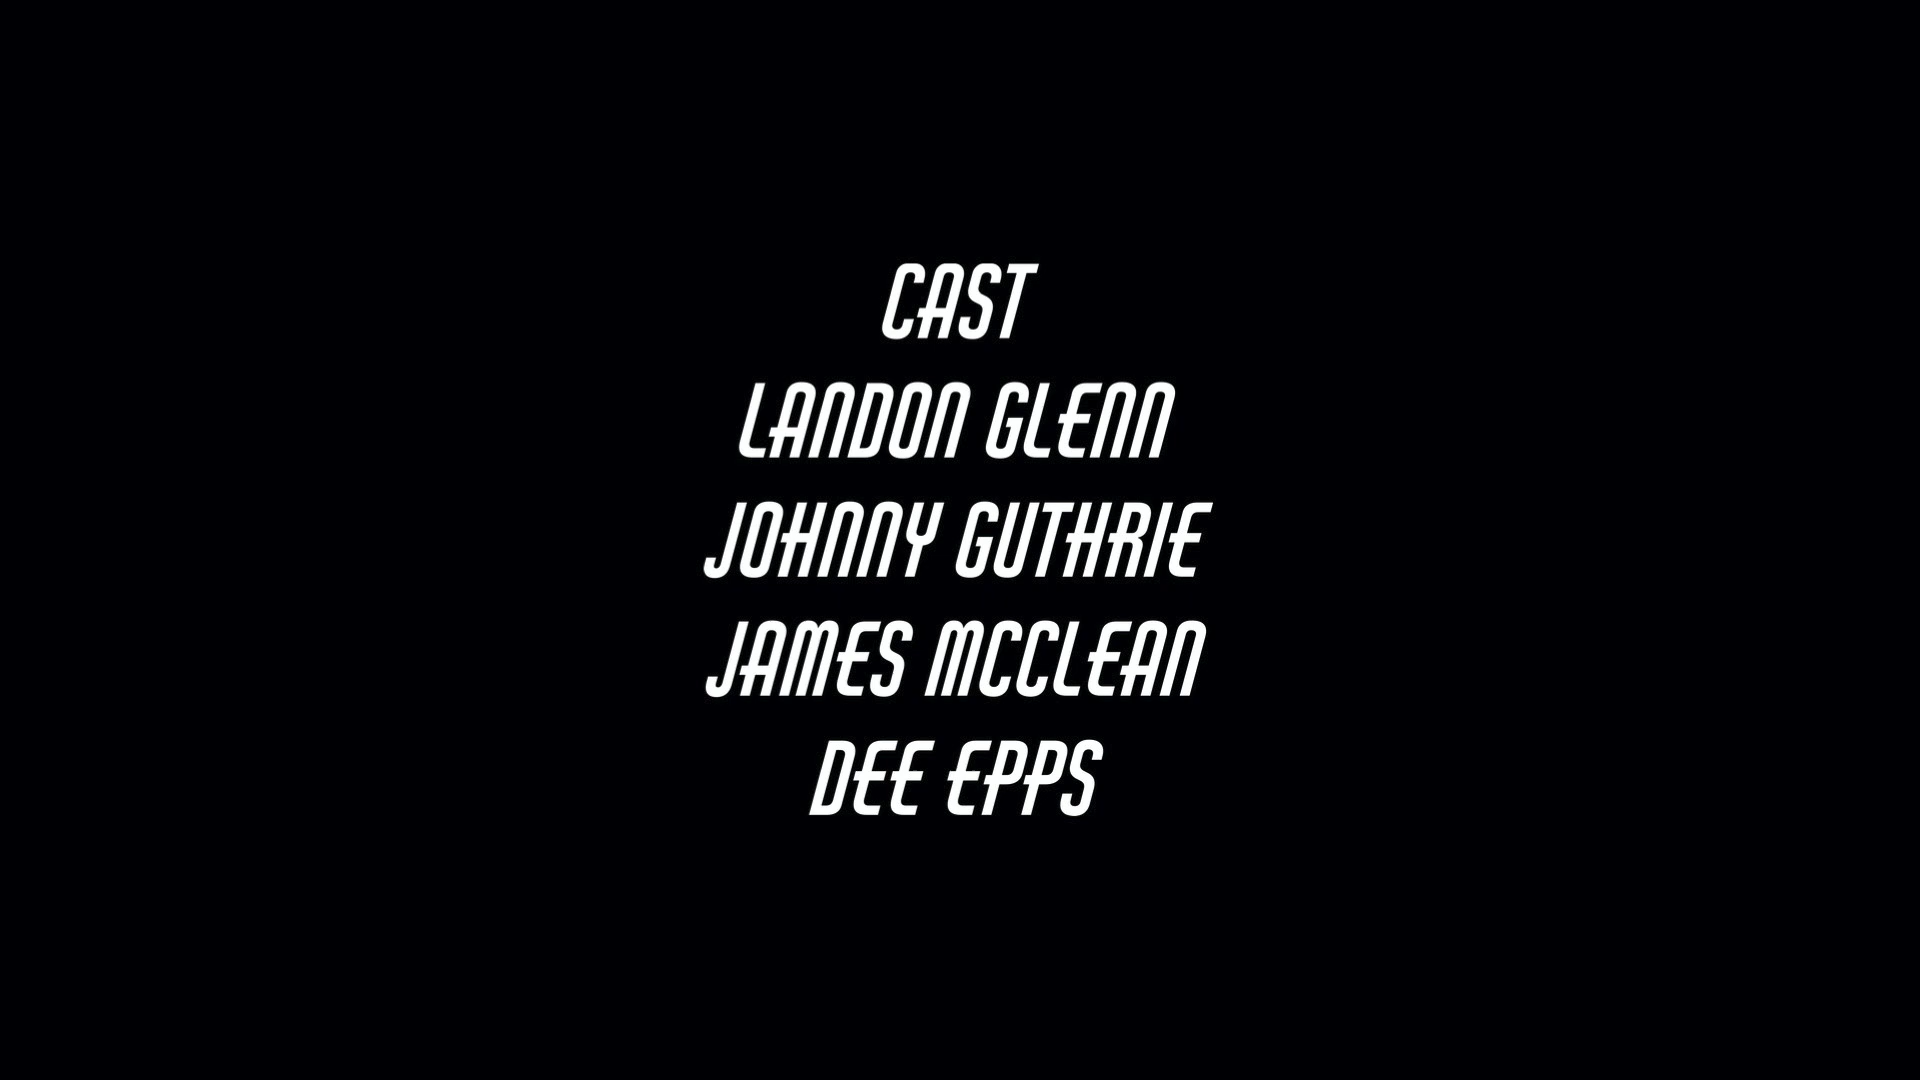 CAST
LANDON GLENN
JOHNNY GUTHRIE
JAMES MCCLEAN
DEE EPPS